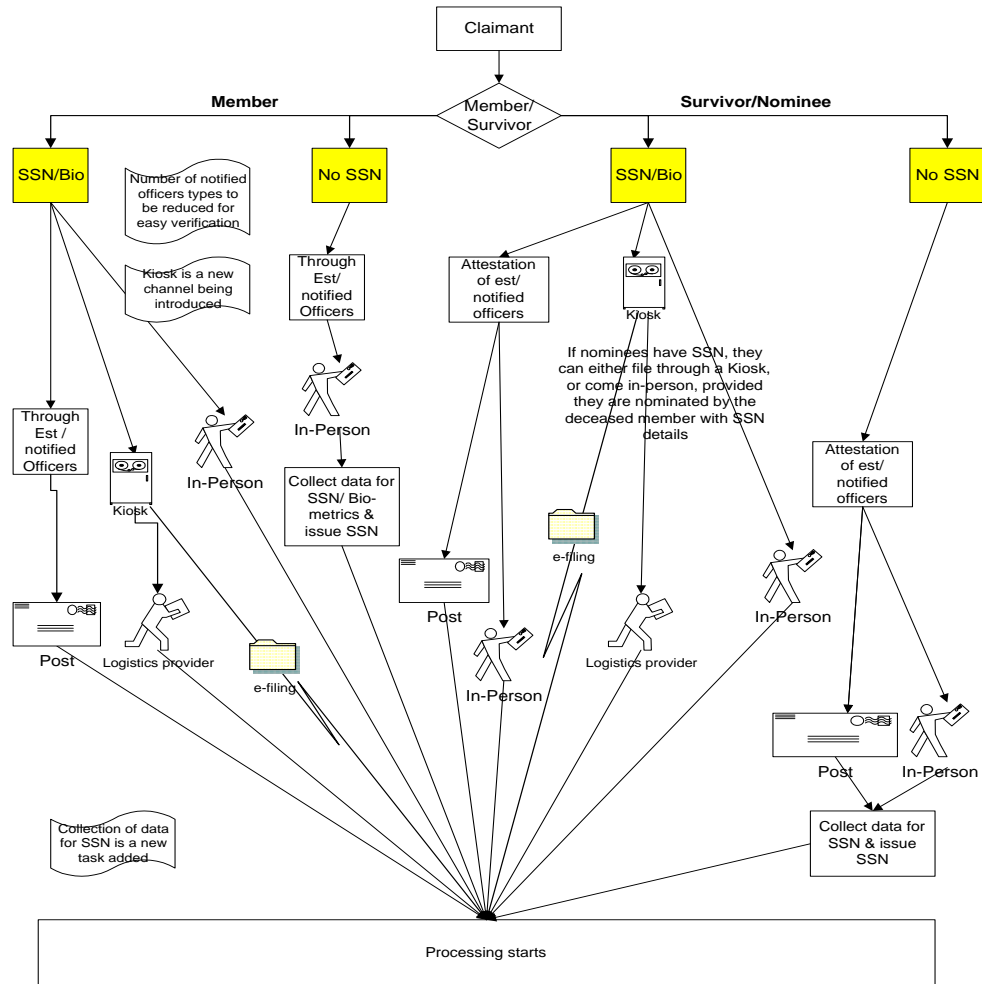 Claimant
Member/
Survivor
Member
Survivor/Nominee
SSN/Bio
No SSN
SSN/Bio
No SSN
Number of notified
officers types to
be reduced for
easy verification
Kiosk is a new
channel being
introduced
Through
Est/
notified
Officers
Attestation
of est/
notified
officers
Kiosk
If nominees have SSN, they
can either file through a Kiosk,
or come in-person, provided
they are nominated by the
deceased member with SSN
details
Through
Est /
notified
Officers
Kiosk
In-Person
In-Person
Collect data for
SSN/ Bio-
metrics &
issue SSN
Attestation
of est/
notified
officers
e-filing
Post
In-Person
Logistics provider
In-Person
Post
Logistics provider
e-filing
Post
In-Person
Collection of data
for SSN is a new
task added
Collect data for
SSN & issue
SSN
Processing starts